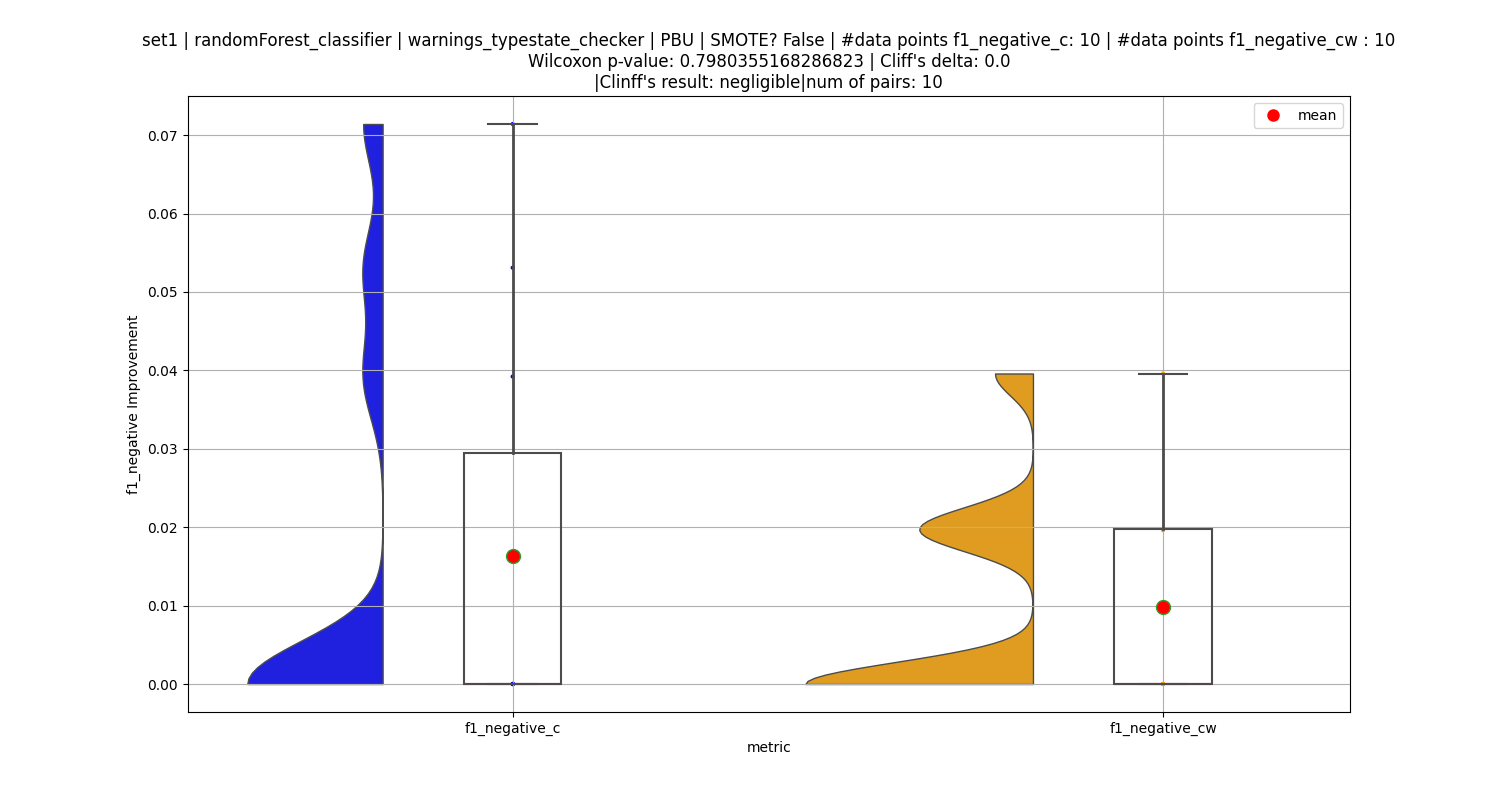 set1 | randomForest_classifier | warnings_typestate_checker | PBU | SMOTE? False | #data points f1_negative_c: 10 | #data points f1_negative_cw : 10
Wilcoxon p-value: 0.7980355168286823 | Cliff's delta: 0.0
|Clinff's result: negligible|num of pairs: 10
mean
0.07
0.06
0.05
0.04
0.03
0.02
0.01
0.00
f1_negative Improvement
f1_negative_c
f1_negative_cw
metric